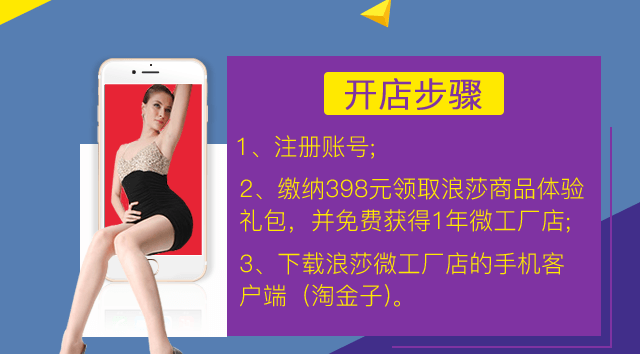 开店步骤
1、注册账号;
2、缴纳398元领取浪莎商品体验
礼包，并免费获得1年微工厂店;
3、下载浪莎微工厂店的手机客
户端（淘金子)。